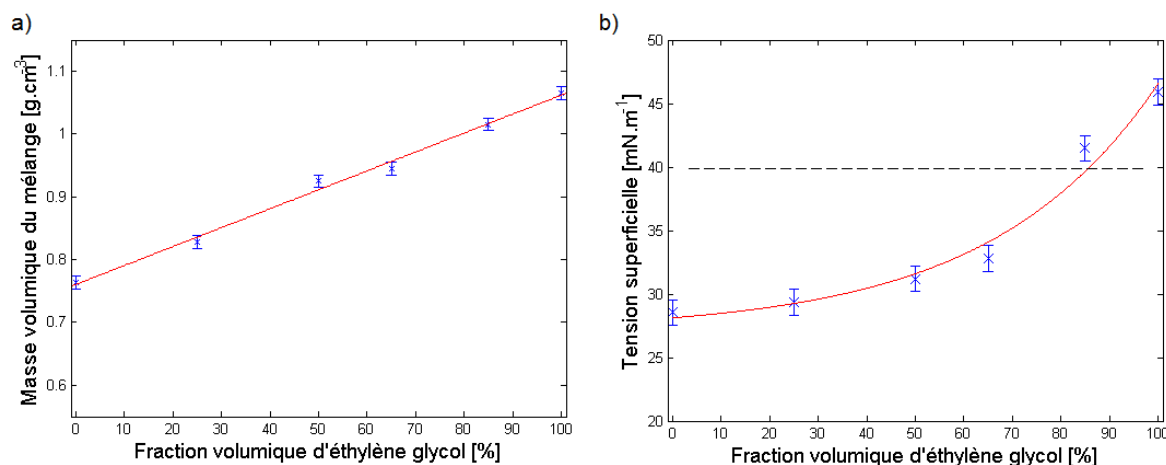 a)
Masse volumique du mélange [g.cm-3]
1.1
1
0.9
0.8
0.7
0.6
0 10 20 30 40 50 60 70 80 90 100
Fraction volumique d'éthylène glycol [%]
b)
Tension superficielle [mN.m-1]
50
45
40
35
30
25
20
0 10 20 30 40 50 60 70 80 90 100
Fraction volumique d'éthylène glycol [%]